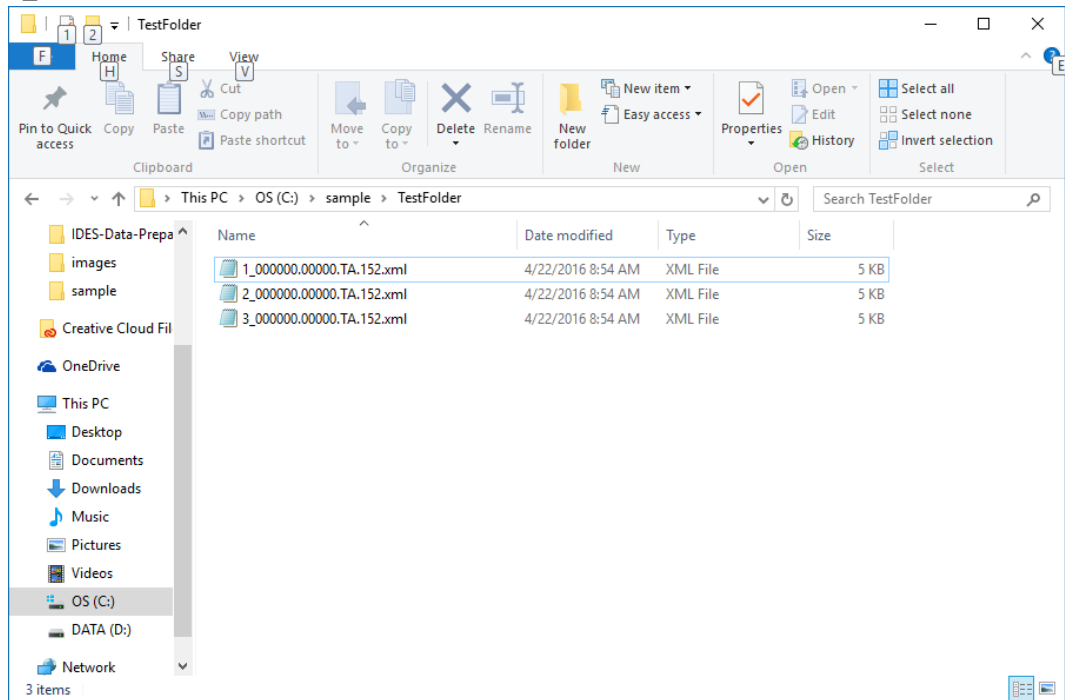 1 2 TestFolder
F Home Share View
H S V E
Pin to Quick access
Copy
Paste
Cut
Copy path
Paste shortcut
Move to
Copy to
Delete
Rename
New folder
New item
Easy access
Properties
Open
Edit
History
Select all
Select none
Invert selection
Clipboard Organize New Open Select
This PC > OS (C:) > sample > TestFolder Search TestFolder
IDES-Data-Prepa
images
sample
Creative Cloud Fil
OneDrive
This PC
Desktop
Documents
Downloads
Music
Pictures
Videos
OS (C:)
DATA (D:)
Network
Name Date modified Type Size
1_000000.00000.TA.152.xml 4/22/2016 8:54 AM XML File 5 KB
2_000000.00000.TA.152.xml 4/22/2016 8:54 AM XML File 5 KB
3_000000.00000.TA.152.xml 4/22/2016 8:54 AM XML File 5 KB
3 items